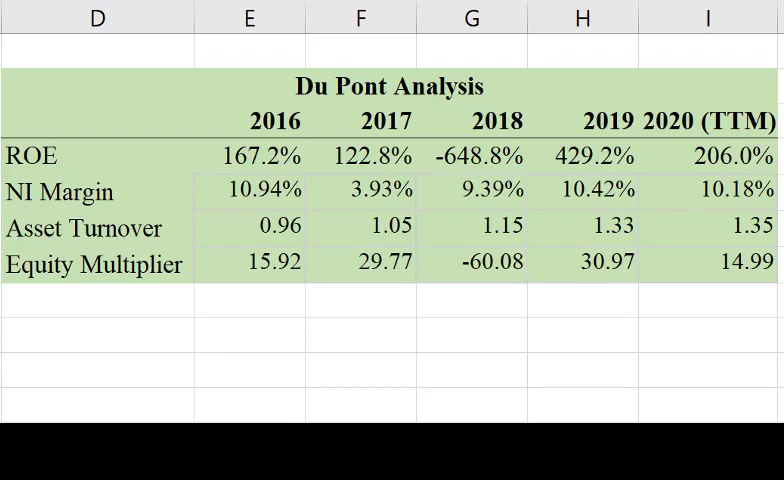 D E F G H I
Du Pont Analysis
2016 2017 2018 2019 2020 (TTM)
ROE 167.2% 122.8% -648.8% 429.2% 206.0%
NI Margin 10.94% 3.93% 9.39% 10.42% 10.18%
Asset Turnover 0.96 1.05 1.15 1.33 1.35
Equity Multiplier 15.92 29.77 -60.08 30.97 14.99